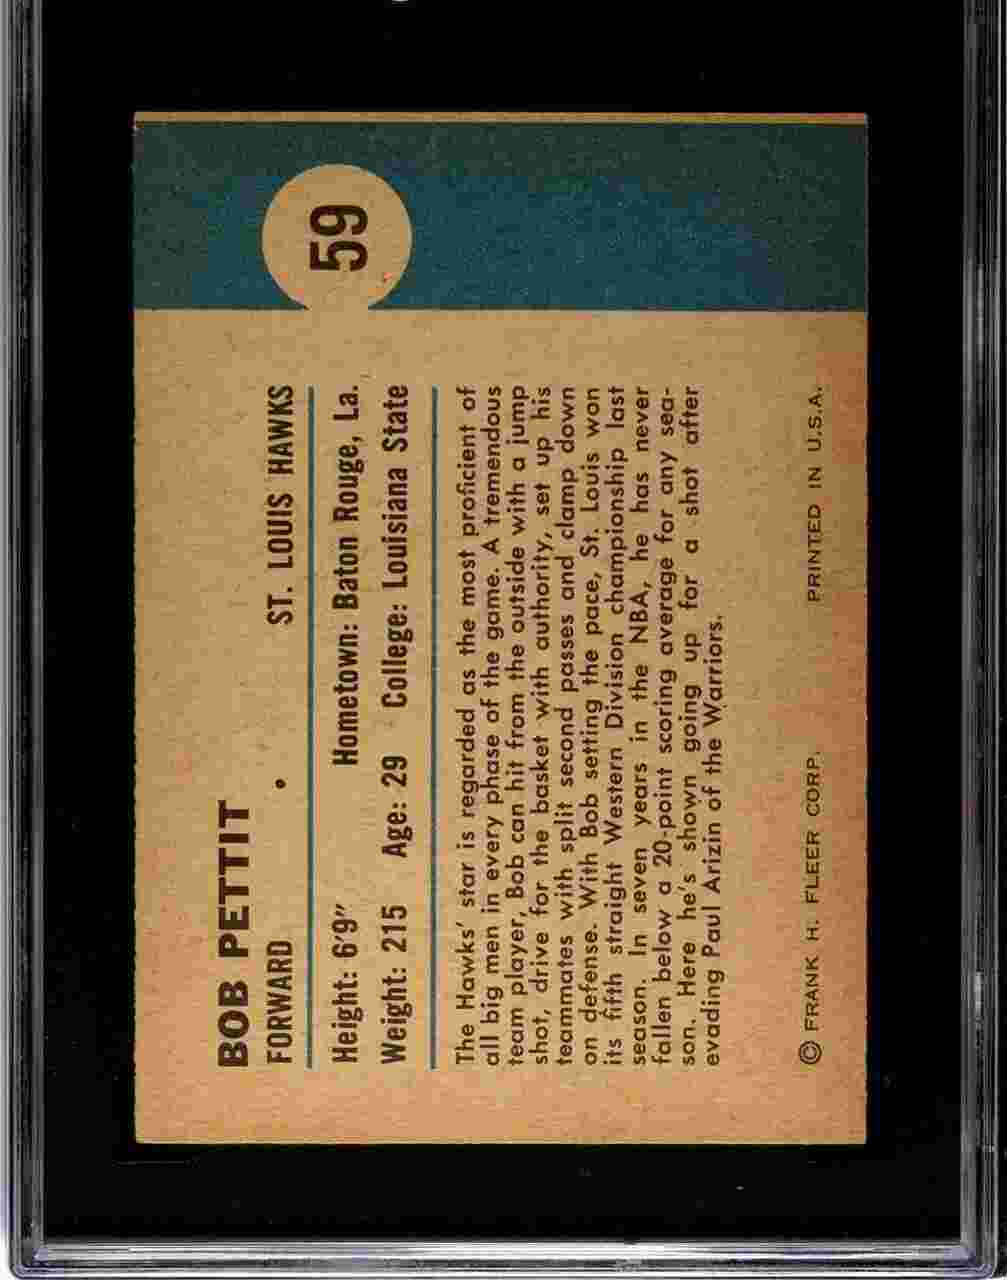 59
BOB PETTIT
FORWARD • ST. LOUIS HAWKS
Height: 6'9" Hometown: Baton Rouge, La.
Weight: 215 Age: 29 College: Louisiana State
The Hawks' star is regarded as the most proficient of
all big men in every phase of the game. A tremendous
team player, Bob can hit from the outside with a jump
shot, drive for the basket with authority, set up his
teammates with split second passes and clamp down
on defense. With Bob setting the pace, St. Louis won
its fifth straight Western Division championship last
season. In seven years in the NBA, he has never
fallen below a 20-point scoring average for any sea-
son. Here he's shown going up for a shot after
evading Paul Arizin of the Warriors.
© FRANK H. FLEER CORP. PRINTED IN U.S.A.